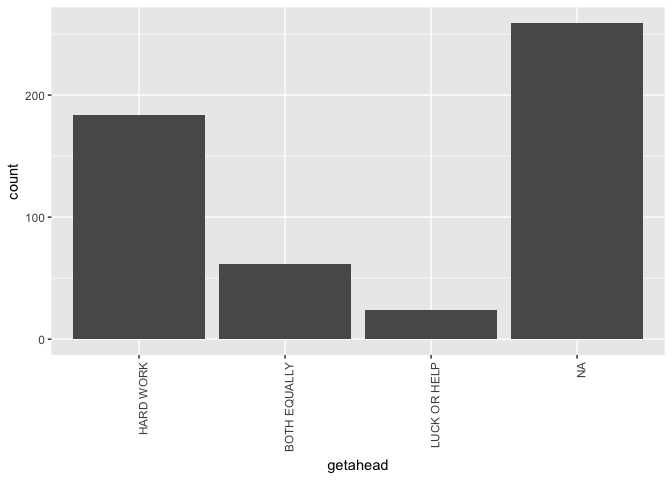 200
100
0
count
HARD WORK
BOTH EQUALLY
LUCK OR HELP
NA
getahead